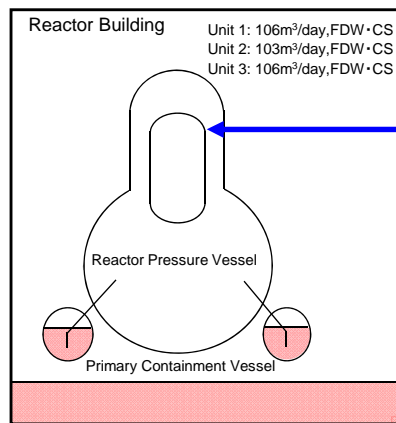 Reactor Building
Unit 1: 106m³/day,FDW・CS
Unit 2: 103m³/day,FDW・CS
Unit 3: 106m³/day,FDW・CS
Reactor Pressure Vessel
Primary Containment Vessel